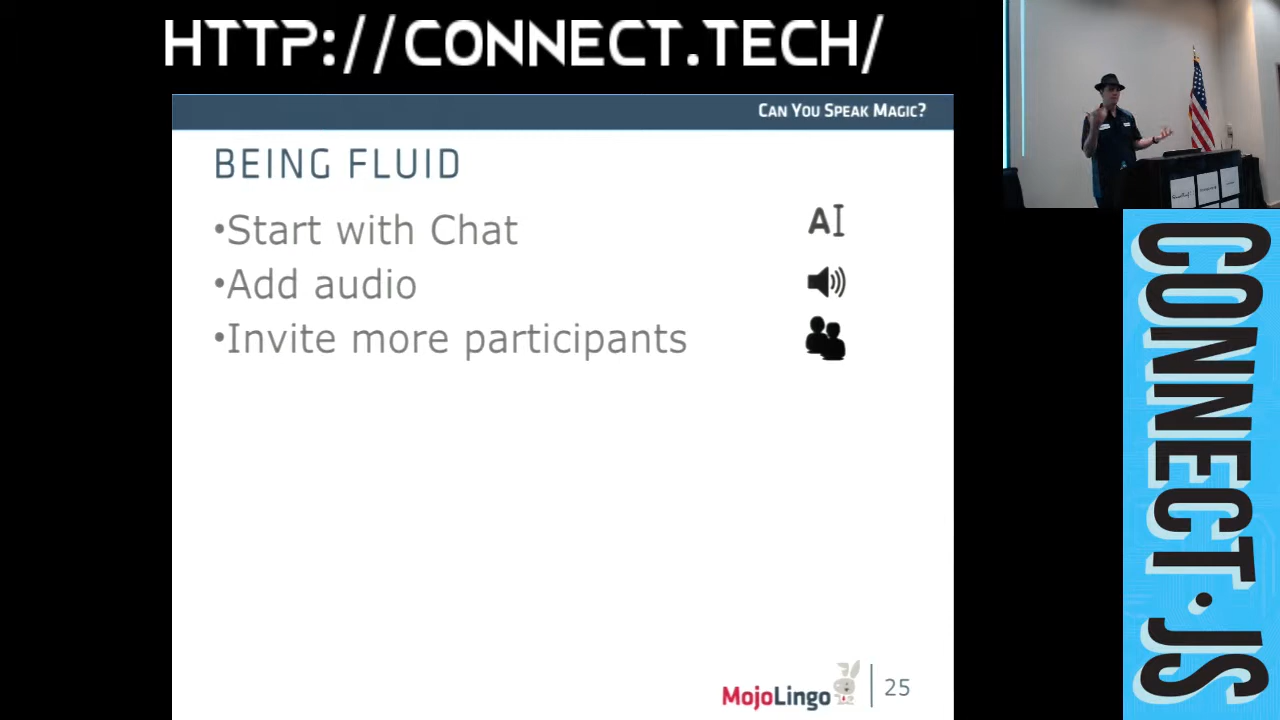 HTTP://CONNECT.TECH/
CAN YOU SPEAK MAGIC?
BEING FLUID
•Start with Chat
•Add audio
•Invite more participants
MojoLingo
25
CONNECT.JS